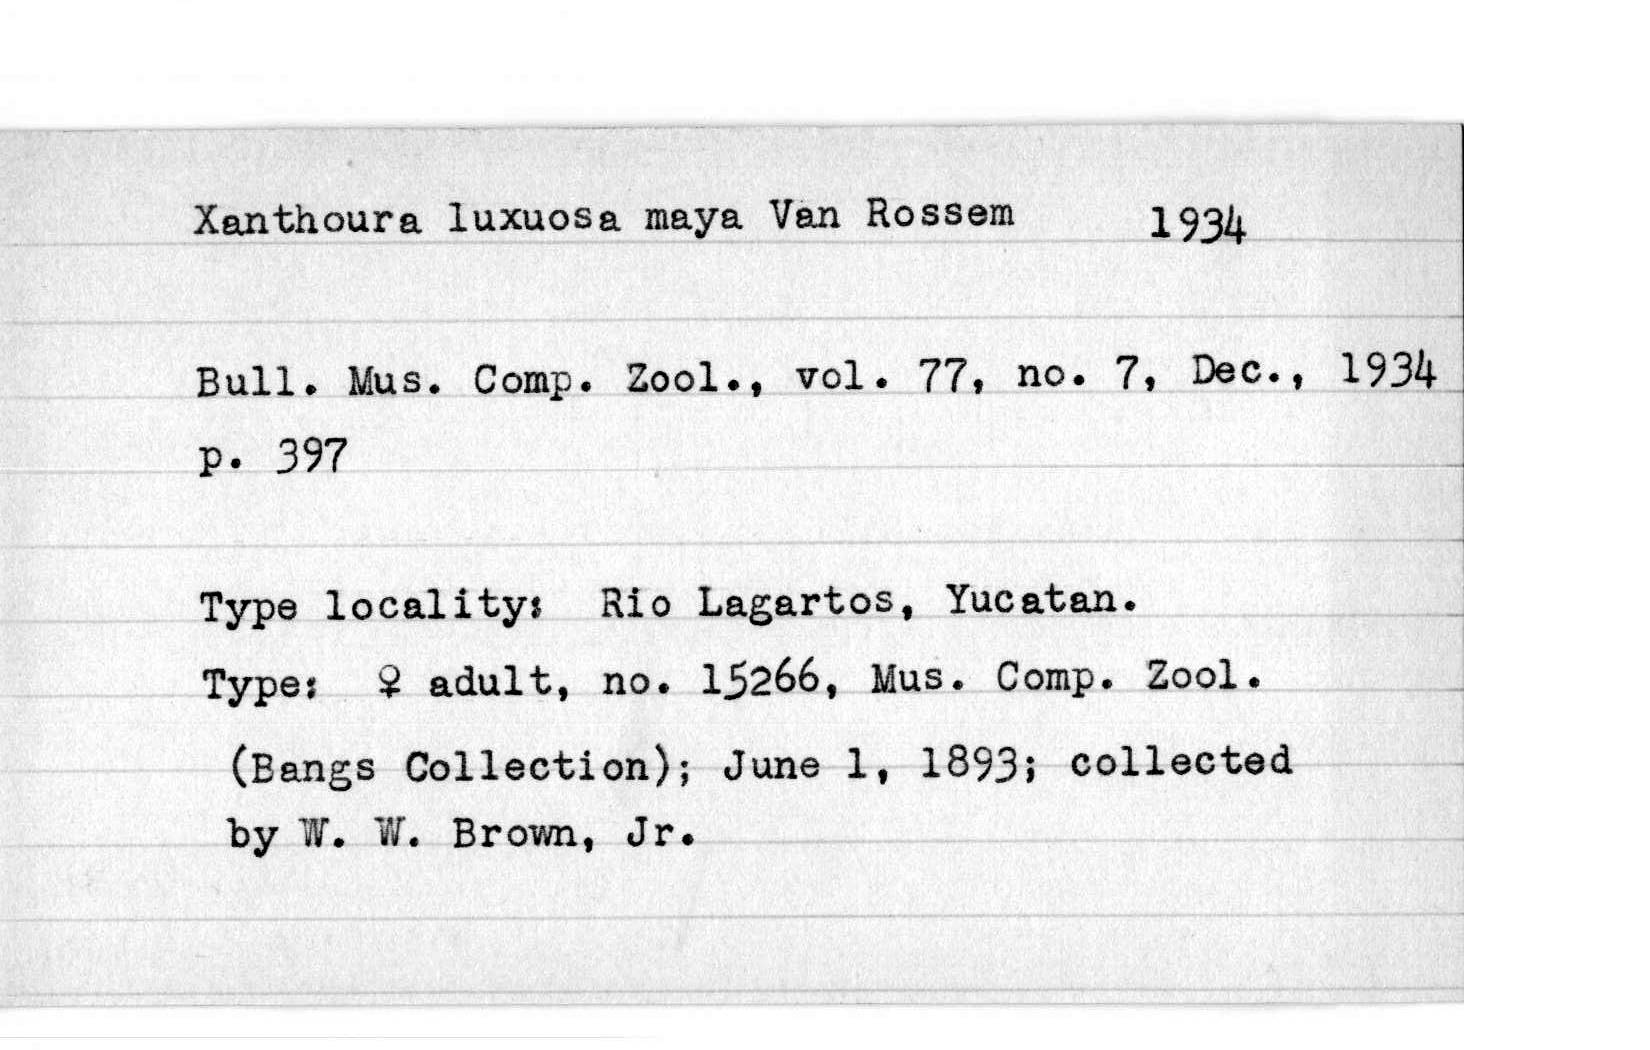 Xanthoura luxuosa maya Van Rossem 1934
Bull. Mus. Comp. Zool., vol. 77, no. 7, Dec., 1934
p. 397
Type locality: Rio Lagartos, Yucatan.
Type: ♀ adult, no. 15266, Mus. Comp. Zool.
(Bangs Collection); June 1, 1893; collected
by W. W. Brown, Jr.